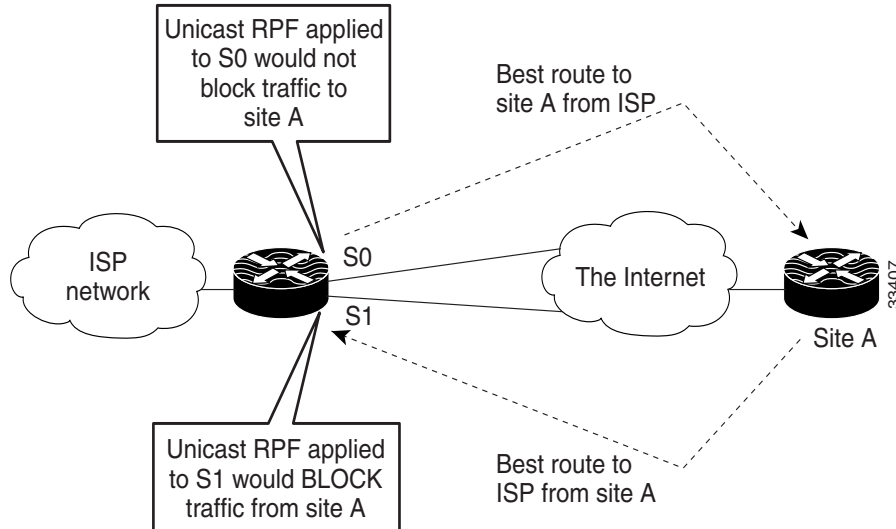 Unicast RPF applied
to S0 would not
block traffic to
site A
Best route to
site A from ISP
ISP
network
S0
S1
The Internet
Site A
33407
Unicast RPF applied
to S1 would BLOCK
traffic from site A
Best route to
ISP from site A